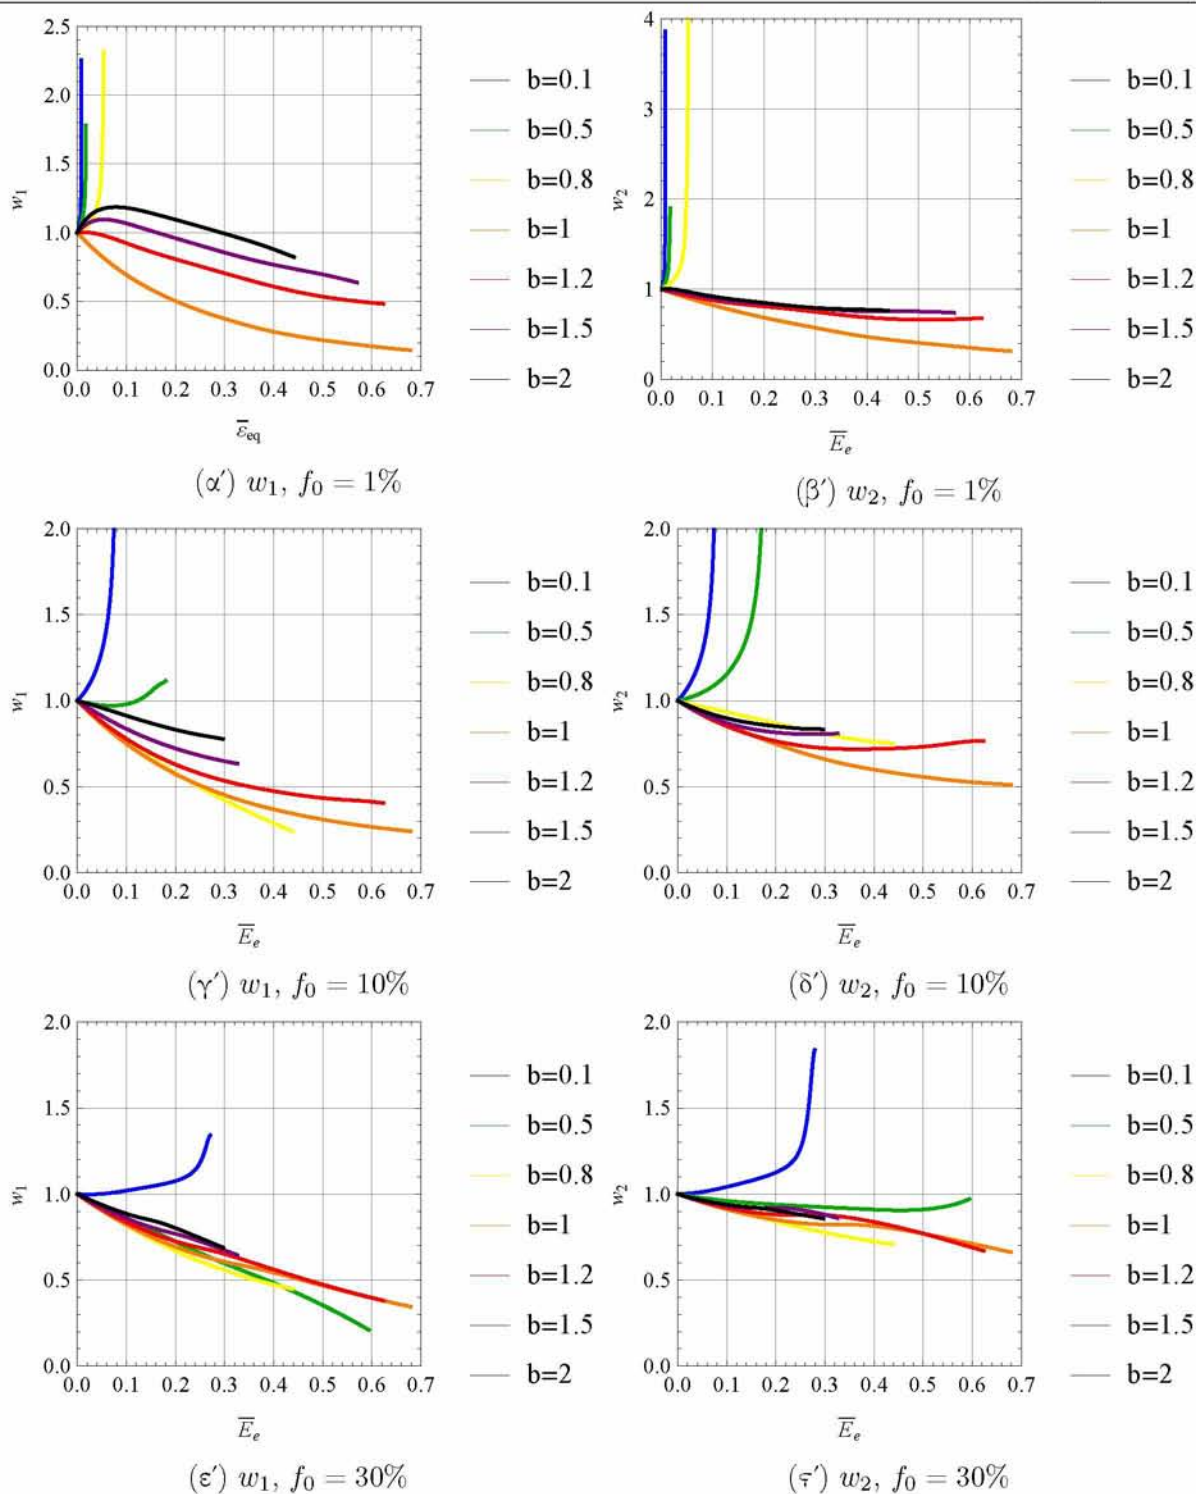 2.5
2.0
1.5
1.0
0.5
0.0
w₁
0.0 0.1 0.2 0.3 0.4 0.5 0.6 0.7
ε̅eq
b=0.1
b=0.5
b=0.8
b=1
b=1.2
b=1.5
b=2
(α′) w₁, f₀ = 1%
4
3
2
1
0
w₂
0.0 0.1 0.2 0.3 0.4 0.5 0.6 0.7
E̅e
b=0.1
b=0.5
b=0.8
b=1
b=1.2
b=1.5
b=2
(β′) w₂, f₀ = 1%
2.0
1.5
1.0
0.5
0.0
w₁
0.0 0.1 0.2 0.3 0.4 0.5 0.6 0.7
E̅e
b=0.1
b=0.5
b=0.8
b=1
b=1.2
b=1.5
b=2
(γ′) w₁, f₀ = 10%
2.0
1.5
1.0
0.5
0.0
w₂
0.0 0.1 0.2 0.3 0.4 0.5 0.6 0.7
E̅e
b=0.1
b=0.5
b=0.8
b=1
b=1.2
b=1.5
b=2
(δ′) w₂, f₀ = 10%
2.0
1.5
1.0
0.5
0.0
w₁
0.0 0.1 0.2 0.3 0.4 0.5 0.6 0.7
E̅e
b=0.1
b=0.5
b=0.8
b=1
b=1.2
b=1.5
b=2
(ε′) w₁, f₀ = 30%
2.0
1.5
1.0
0.5
0.0
w₂
0.0 0.1 0.2 0.3 0.4 0.5 0.6 0.7
E̅e
b=0.1
b=0.5
b=0.8
b=1
b=1.2
b=1.5
b=2
(ϛ′) w₂, f₀ = 30%